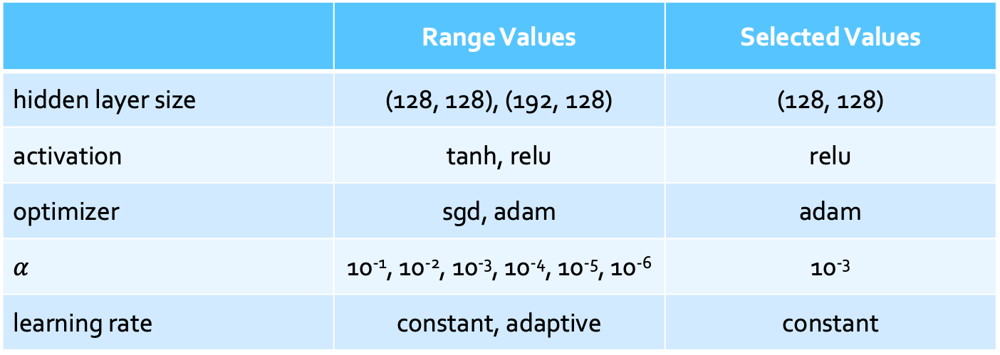 Range Values Selected Values
hidden layer size (128, 128), (192, 128) (128, 128)
activation tanh, relu relu
optimizer sgd, adam adam
α 10⁻¹, 10⁻², 10⁻³, 10⁻⁴, 10⁻⁵, 10⁻⁶ 10⁻³
learning rate constant, adaptive constant